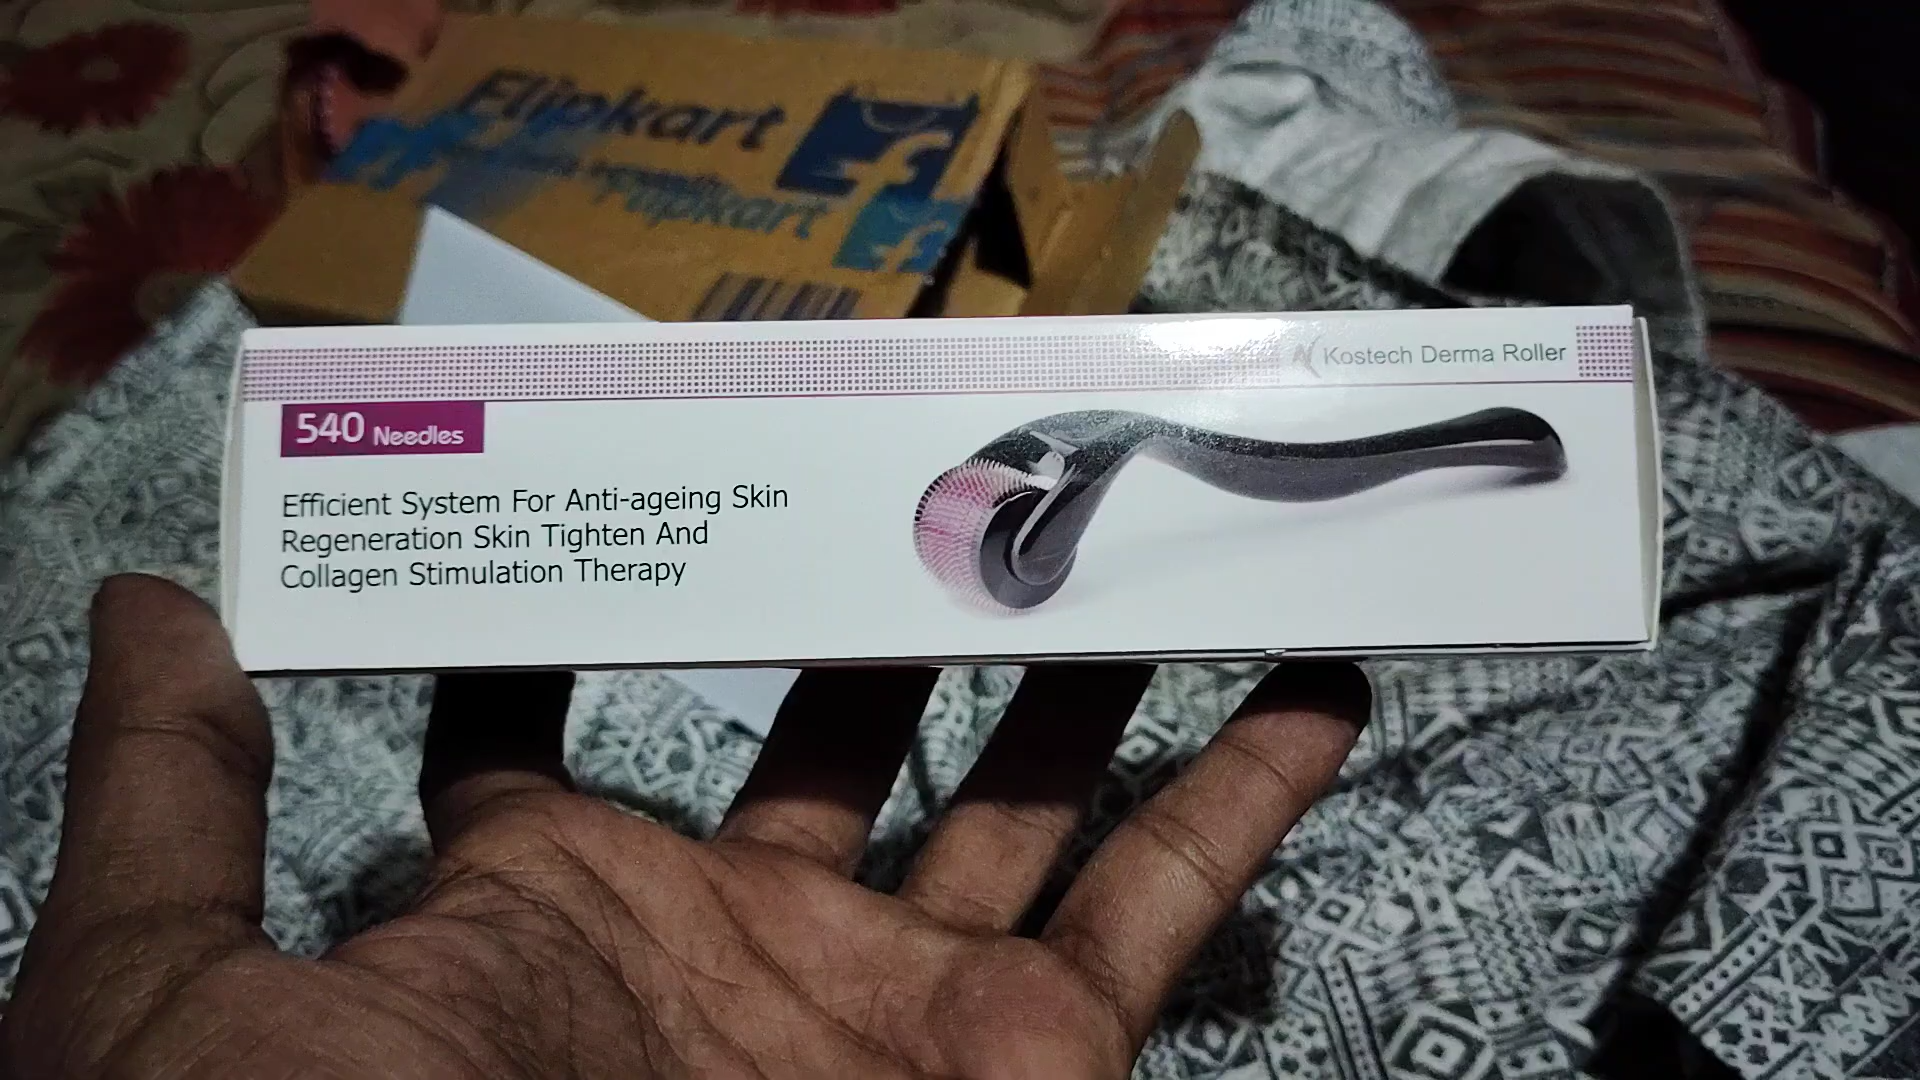 Flipkart
Flipkart
Kostech Derma Roller
540 Needles
Efficient System For Anti-ageing Skin
Regeneration Skin Tighten And
Collagen Stimulation Therapy